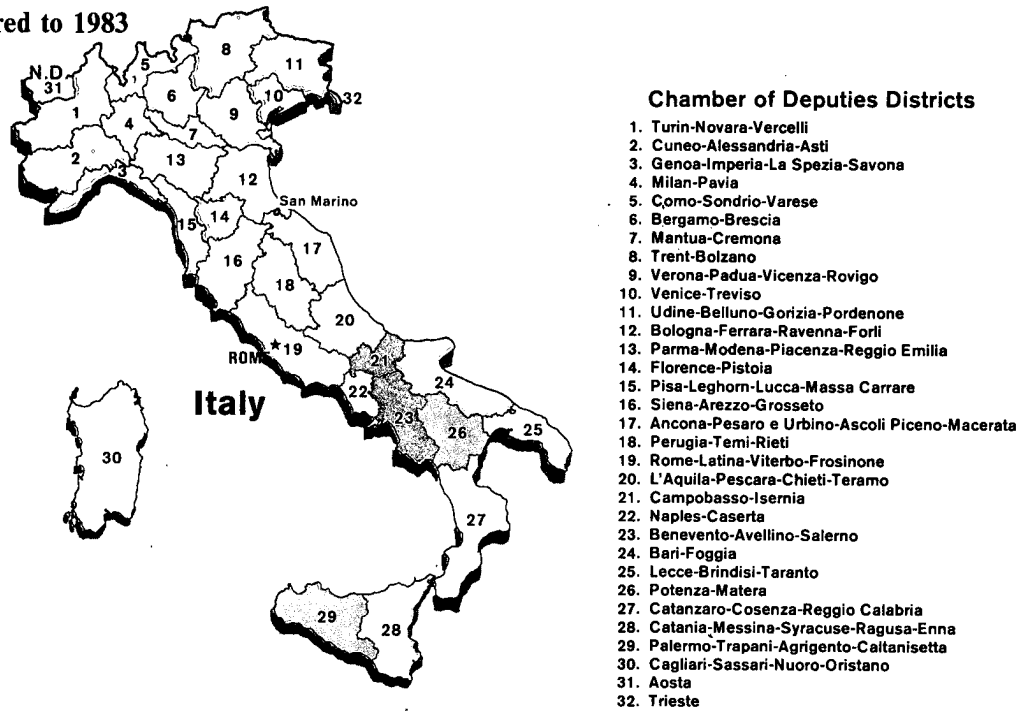 red to 1983
N.D.
31
5
8
11
1
6
10
32
4
9
7
2
13
3
12
San Marino
15
14
17
16
18
20
ROME
19
21
24
22
Italy
23
26
25
30
27
29
28
Chamber of Deputies Districts
1. Turin-Novara-Vercelli
2. Cuneo-Alessandria-Asti
3. Genoa-Imperia-La Spezia-Savona
4. Milan-Pavia
5. Como-Sondrio-Varese
6. Bergamo-Brescia
7. Mantua-Cremona
8. Trent-Bolzano
9. Verona-Padua-Vicenza-Rovigo
10. Venice-Treviso
11. Udine-Belluno-Gorizia-Pordenone
12. Bologna-Ferrara-Ravenna-Forli
13. Parma-Modena-Piacenza-Reggio Emilia
14. Florence-Pistoia
15. Pisa-Leghorn-Lucca-Massa Carrare
16. Siena-Arezzo-Grosseto
17. Ancona-Pesaro e Urbino-Ascoli Piceno-Macerata
18. Perugia-Temi-Rieti
19. Rome-Latina-Viterbo-Frosinone
20. L'Aquila-Pescara-Chieti-Teramo
21. Campobasso-Isernia
22. Naples-Caserta
23. Benevento-Avellino-Salerno
24. Bari-Foggia
25. Lecce-Brindisi-Taranto
26. Potenza-Matera
27. Catanzaro-Cosenza-Reggio Calabria
28. Catania-Messina-Syracuse-Ragusa-Enna
29. Palermo-Trapani-Agrigento-Caltanisetta
30. Cagliari-Sassari-Nuoro-Oristano
31. Aosta
32. Trieste